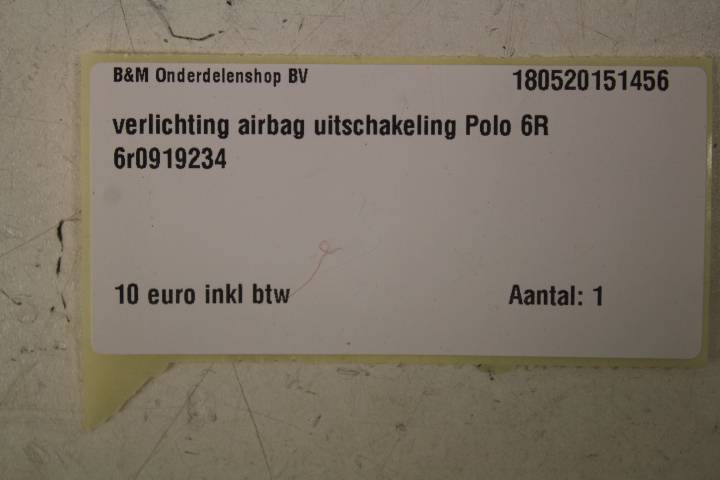 B&M Onderdelenshop BV 180520151456
verlichting airbag uitschakeling Polo 6R
6r0919234
10 euro inkl btw Aantal: 1